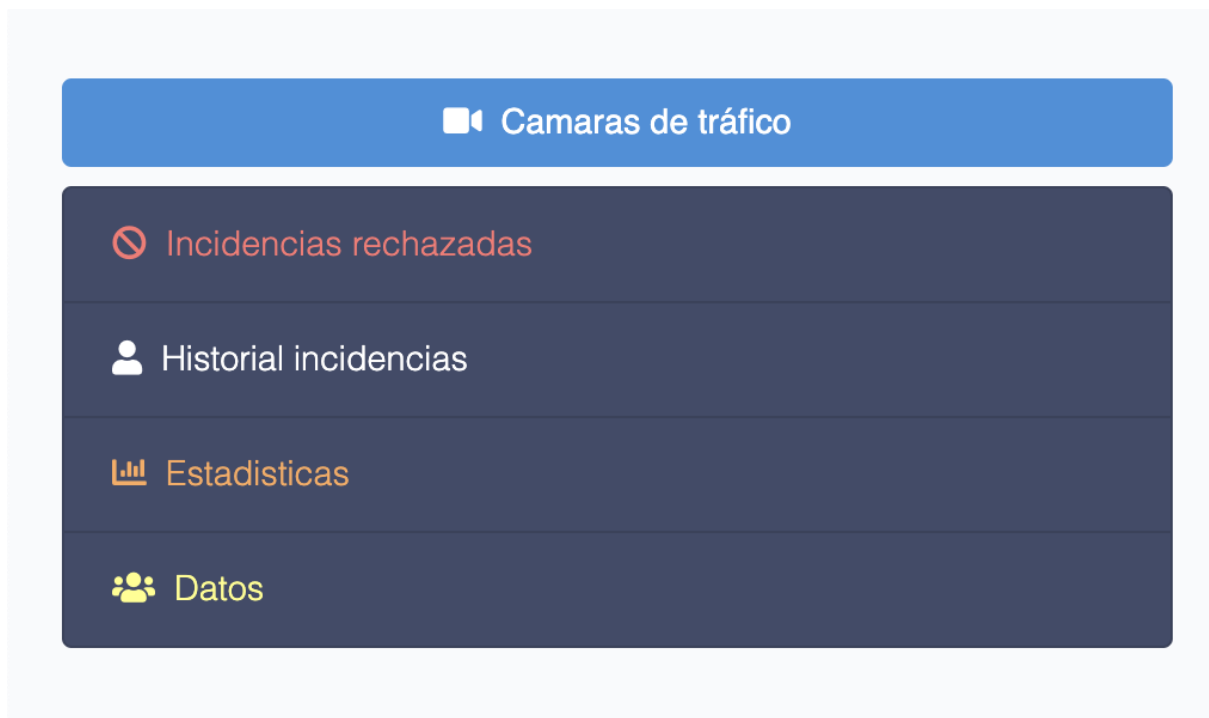 Camaras de tráfico
Incidencias rechazadas
Historial incidencias
Estadisticas
Datos